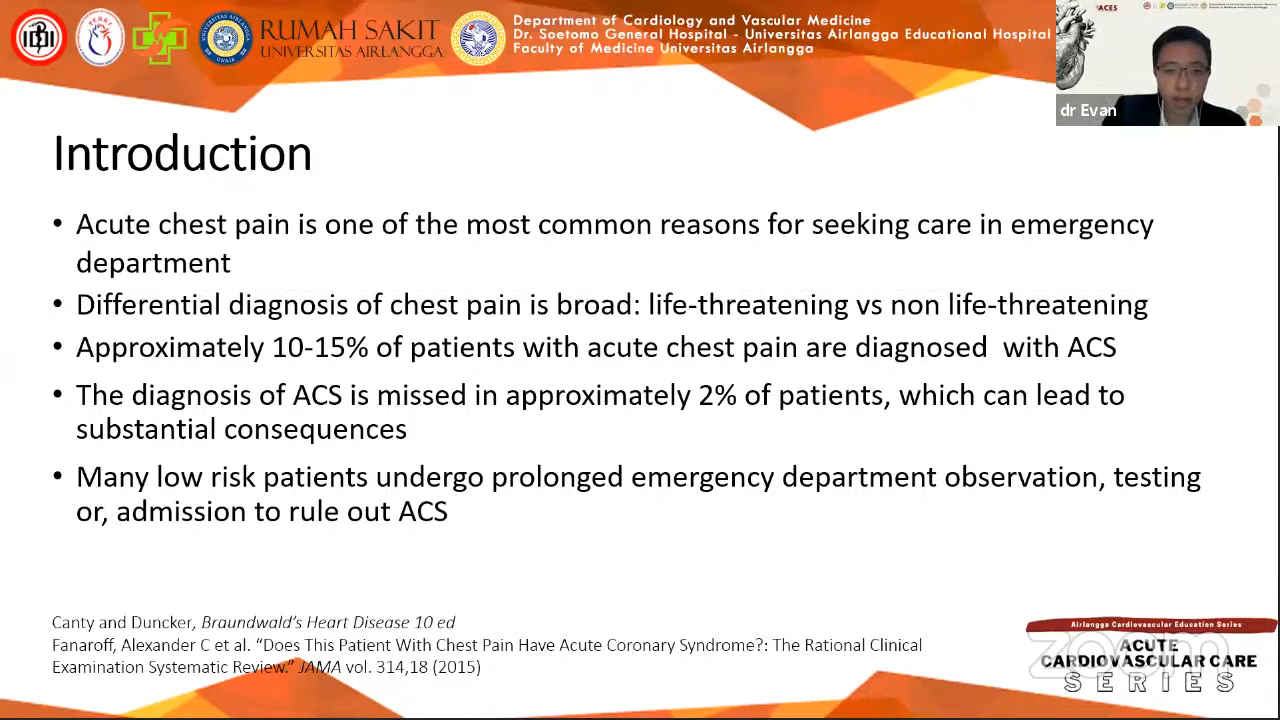 RUMAH SAKIT
UNIVERSITAS AIRLANGGA
Department of Cardiology and Vascular Medicine
Dr. Soetomo General Hospital - Universitas Airlangga Educational Hospital
Faculty of Medicine Universitas Airlangga
ACES
dr Evan
Introduction
• Acute chest pain is one of the most common reasons for seeking care in emergency
department
• Differential diagnosis of chest pain is broad: life-threatening vs non life-threatening
• Approximately 10-15% of patients with acute chest pain are diagnosed  with ACS
• The diagnosis of ACS is missed in approximately 2% of patients, which can lead to
substantial consequences
• Many low risk patients undergo prolonged emergency department observation, testing
or, admission to rule out ACS
Canty and Duncker, Braundwald's Heart Disease 10 ed
Fanaroff, Alexander C et al. “Does This Patient With Chest Pain Have Acute Coronary Syndrome?: The Rational Clinical
Examination Systematic Review.” JAMA vol. 314,18 (2015)
Airlangga Cardiovascular Education Series
zoom
ACUTE
CARDIOVASCULAR CARE
SERIES